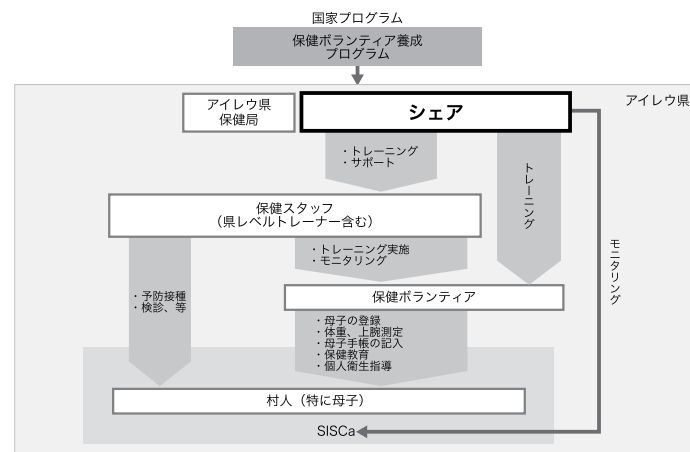 国家プログラム
保健ボランティア養成
プログラム
アイレウ県
アイレウ県
保健局
シェア
・トレーニング
・サポート
トレーニング
保健スタッフ
（県レベルトレーナー含む）
・トレーニング実施
・モニタリング
モニタリング
保健ボランティア
・予防接種
・検診、等
・母子の登録
・体重、上腕測定
・母子手帳の記入
・保健教育
・個人衛生指導
村人（特に母子）
SISCa